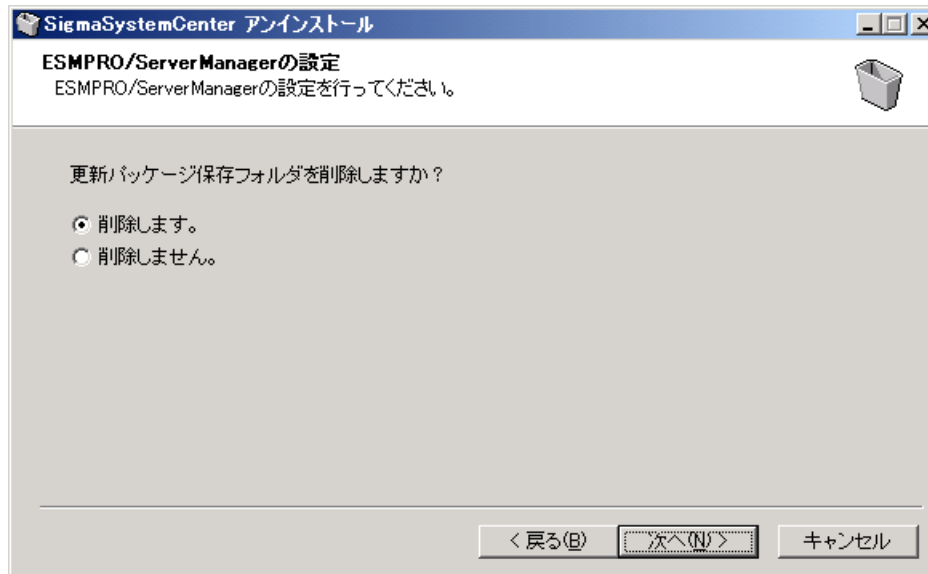 SigmaSystemCenter アンインストール
ESMPRO/ServerManagerの設定
ESMPRO/ServerManagerの設定を行ってください。
更新パッケージ保存フォルダを削除しますか？
削除します。
削除しません。
< 戻る(B) 次へ(N) > キャンセル